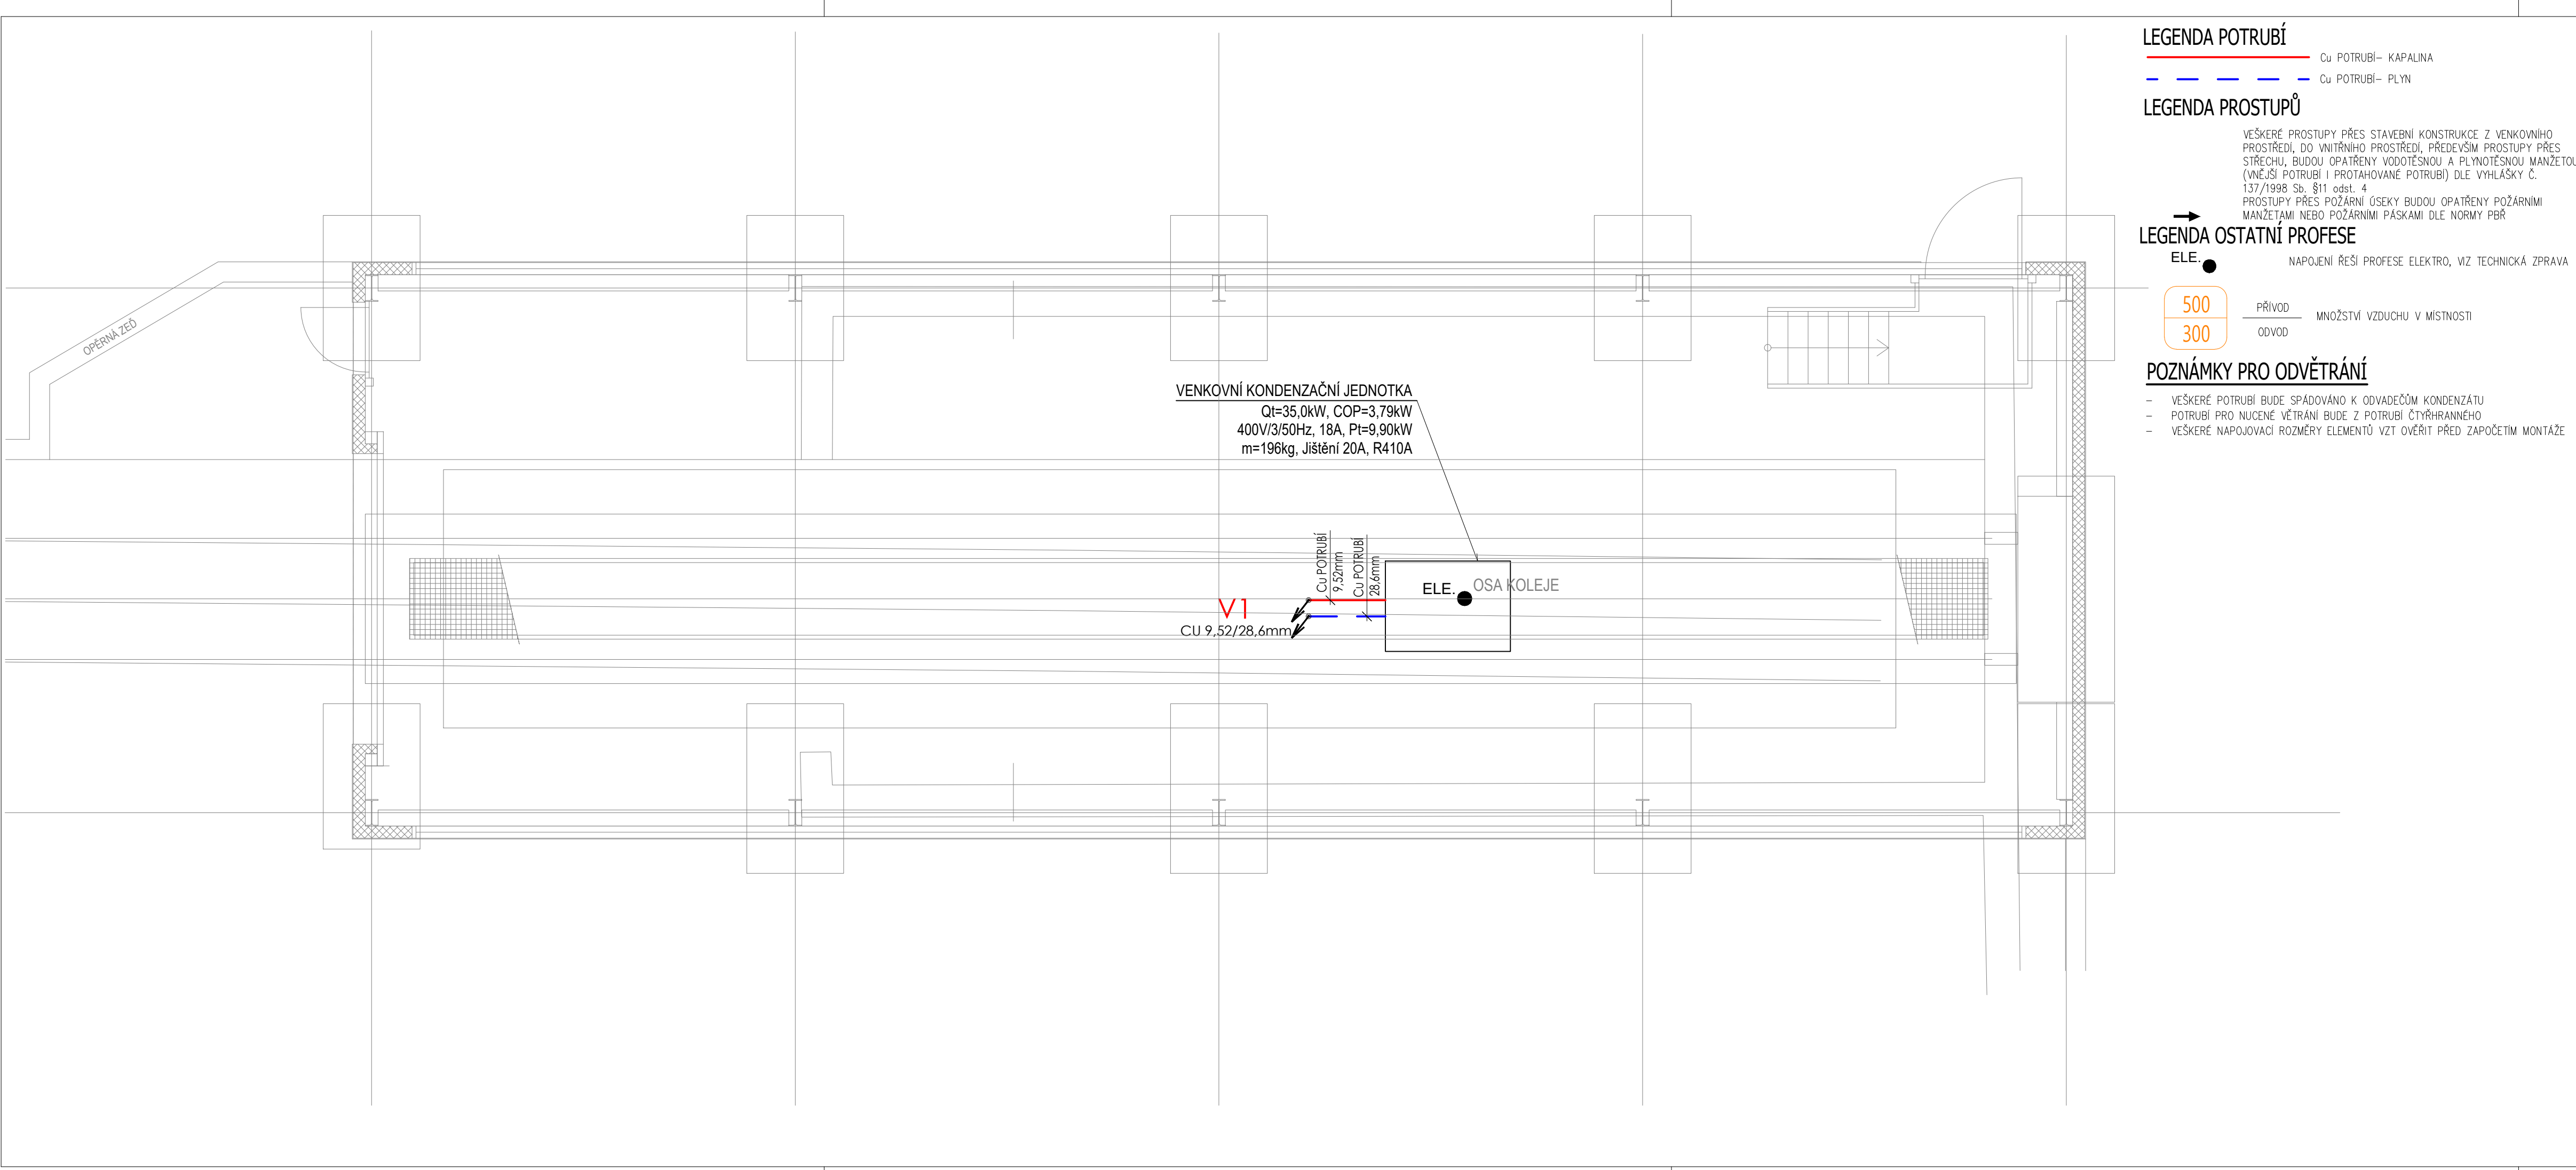 LEGENDA POTRUBÍ
Cu POTRUBÍ– KAPALINA
Cu POTRUBÍ– PLYN
LEGENDA PROSTUPŮ
VEŠKERÉ PROSTUPY PŘES STAVEBNÍ KONSTRUKCE Z VENKOVNÍHO
PROSTŘEDÍ, DO VNITŘNÍHO PROSTŘEDÍ, PŘEDEVŠÍM PROSTUPY PŘES
STŘECHU, BUDOU OPATŘENY VODOTĚSNOU A PLYNOTĚSNOU MANŽETOU
(VNĚJŠÍ POTRUBÍ I PROTAHOVANÉ POTRUBÍ) DLE VYHLÁŠKY Č.
137/1998 Sb. §11 odst. 4
PROSTUPY PŘES POŽÁRNÍ ÚSEKY BUDOU OPATŘENY POŽÁRNÍMI
MANŽETAMI NEBO POŽÁRNÍMI PÁSKAMI DLE NORMY PBŘ
LEGENDA OSTATNÍ PROFESE
ELE.
NAPOJENÍ ŘEŠÍ PROFESE ELEKTRO, VIZ TECHNICKÁ ZPRAVA
500
300
PŘÍVOD
ODVOD
MNOŽSTVÍ VZDUCHU V MÍSTNOSTI
POZNÁMKY PRO ODVĚTRÁNÍ
– VEŠKERÉ POTRUBÍ BUDE SPÁDOVÁNO K ODVADEČŮM KONDENZÁTU
– POTRUBÍ PRO NUCENÉ VĚTRÁNÍ BUDE Z POTRUBÍ ČTYŘHRANNÉHO
– VEŠKERÉ NAPOJOVACÍ ROZMĚRY ELEMENTŮ VZT OVĚŘIT PŘED ZAPOČETÍM MONTÁŽE
OPĚRNÁ ZEĎ
VENKOVNÍ KONDENZAČNÍ JEDNOTKA
Qt=35,0kW, COP=3,79kW
400V/3/50Hz, 18A, Pt=9,90kW
m=196kg, Jištění 20A, R410A
Cu POTRUBÍ
9,52mm
Cu POTRUBÍ
28,6mm
ELE.
OSA KOLEJE
V1
CU 9,52/28,6mm